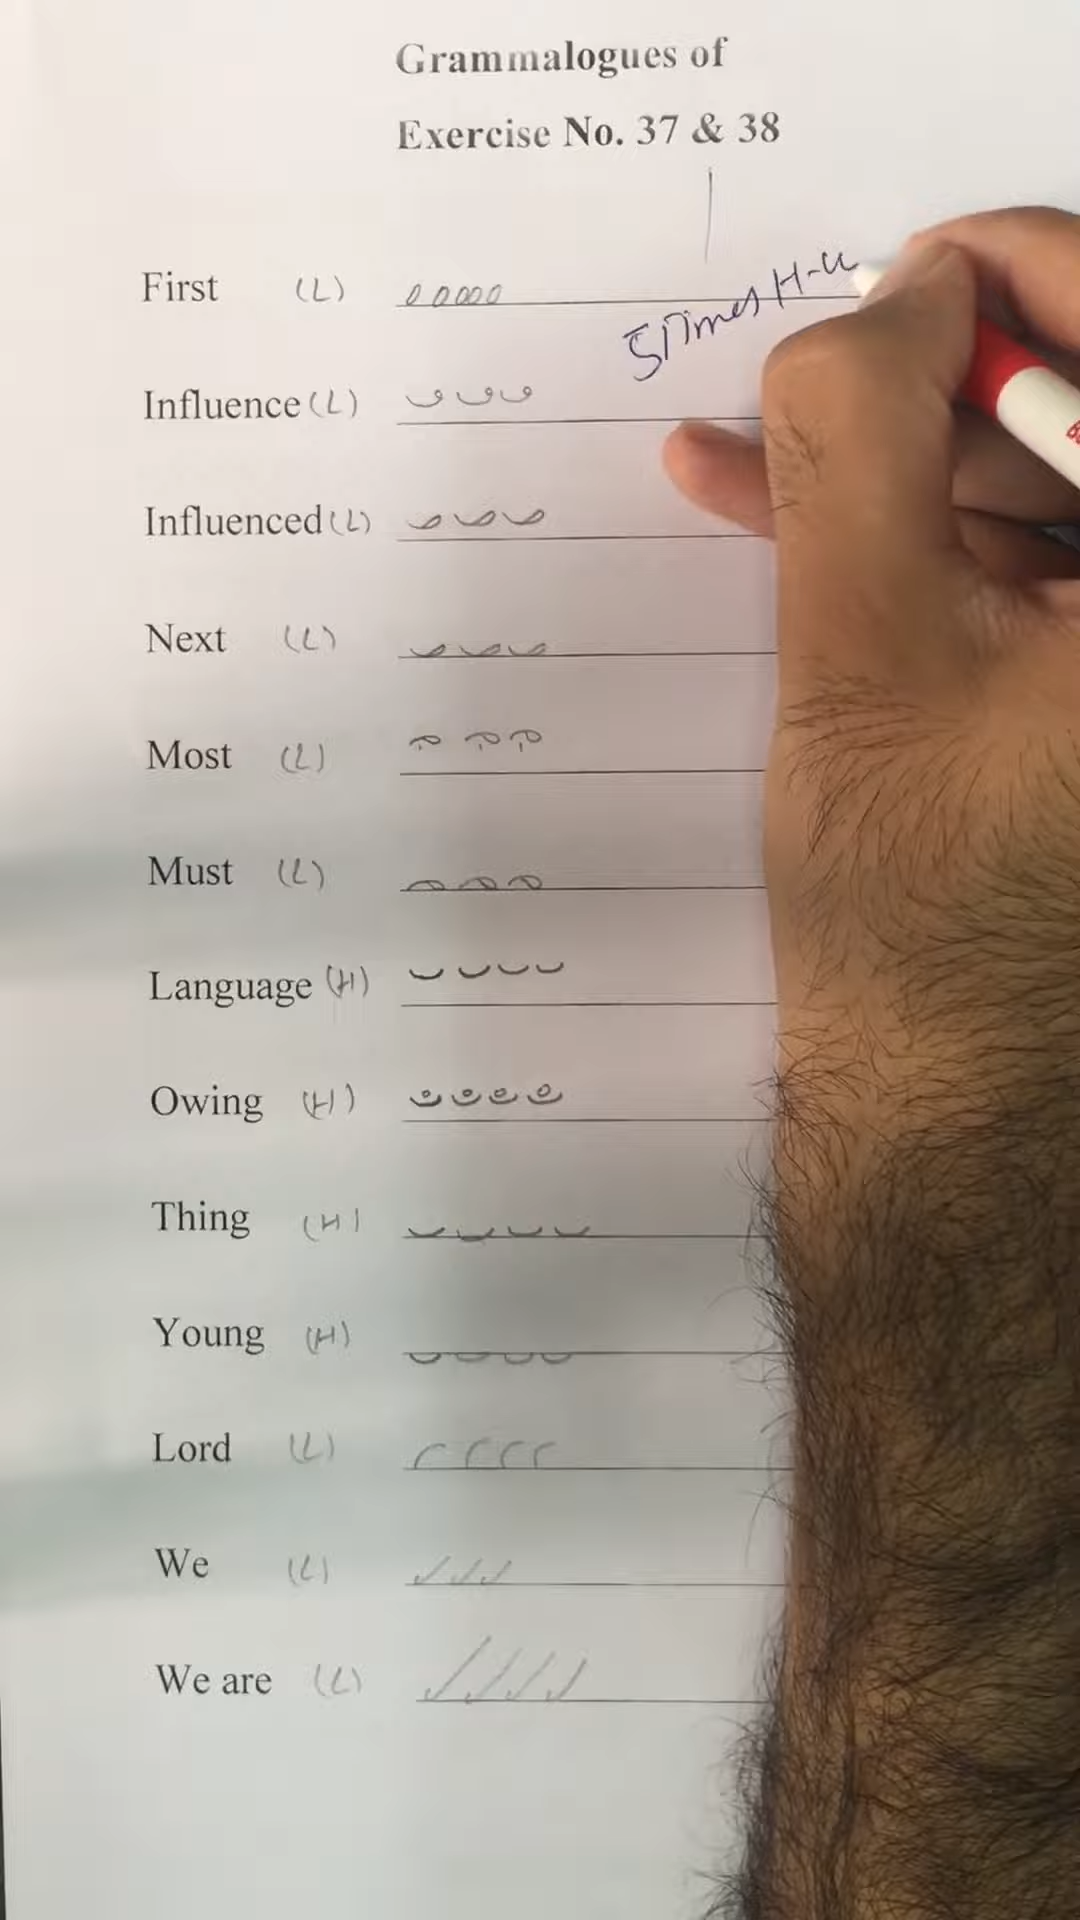 Grammalogues of
Exercise No. 37 & 38
First (L)
5 Times H-W
Influence (L)
Influenced (L)
Next (L)
Most (L)
Must (L)
Language (H)
Owing (H)
Thing (H)
Young (H)
Lord (L)
We (L)
We are (L)